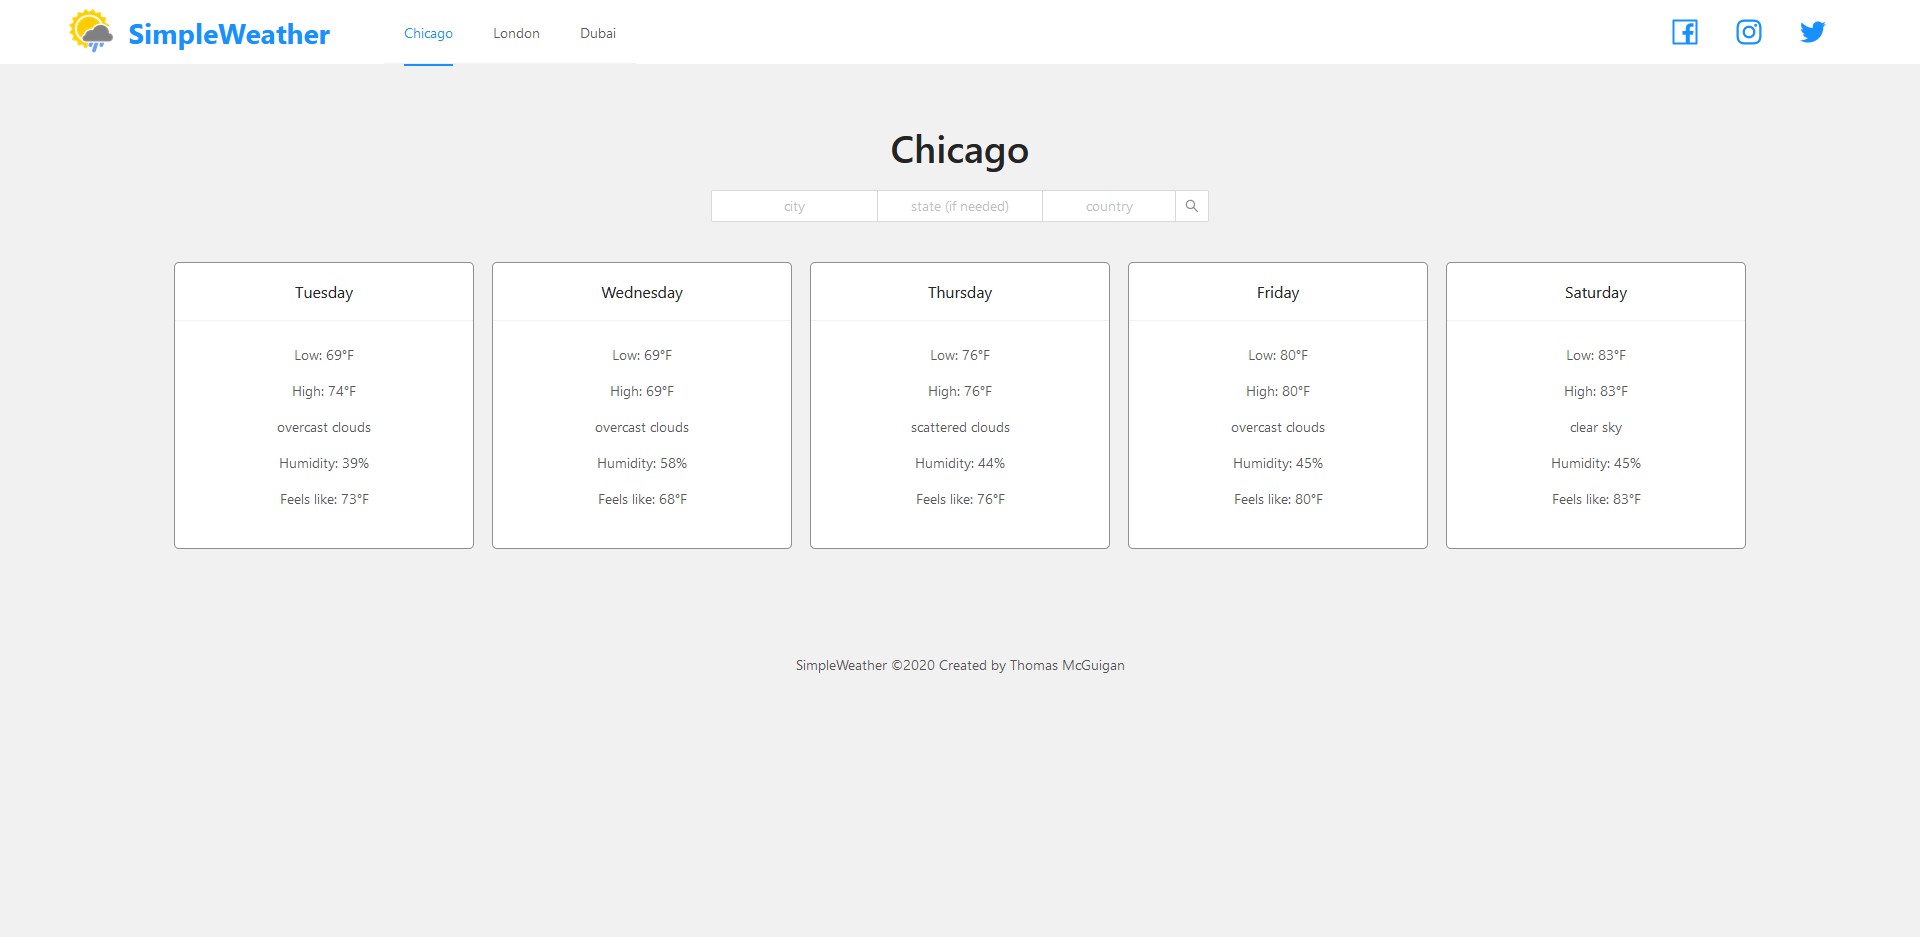 SimpleWeather
Chicago
London
Dubai
Chicago
city
state (if needed)
country
Tuesday
Low: 69°F
High: 74°F
overcast clouds
Humidity: 39%
Feels like: 73°F
Wednesday
Low: 69°F
High: 69°F
overcast clouds
Humidity: 58%
Feels like: 68°F
Thursday
Low: 76°F
High: 76°F
scattered clouds
Humidity: 44%
Feels like: 76°F
Friday
Low: 80°F
High: 80°F
overcast clouds
Humidity: 45%
Feels like: 80°F
Saturday
Low: 83°F
High: 83°F
clear sky
Humidity: 45%
Feels like: 83°F
SimpleWeather ©2020 Created by Thomas McGuigan